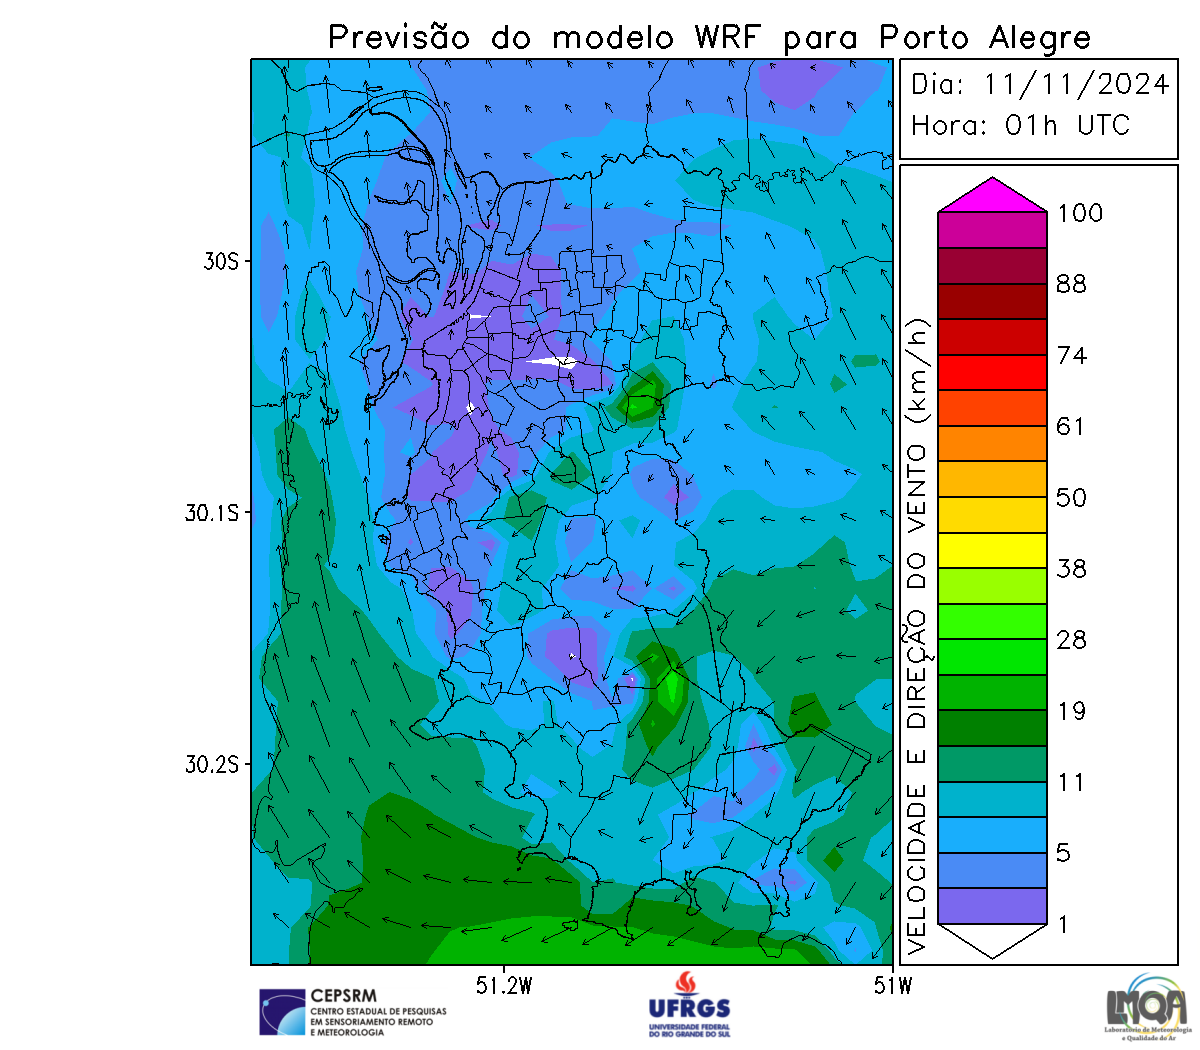 Previsão do modelo WRF para Porto Alegre
Dia: 11/11/2024
Hora: 01h UTC
30S
30.1S
30.2S
51.2W
51W
VELOCIDADE E DIREÇÃO DO VENTO (km/h)
100
88
74
61
50
38
28
19
11
5
1
CEPSRM
CENTRO ESTADUAL DE PESQUISAS
EM SENSORIAMENTO REMOTO
E METEOROLOGIA
UFRGS
UNIVERSIDADE FEDERAL
DO RIO GRANDE DO SUL
LMQA
Laboratório de Meteorologia
e Qualidade do Ar